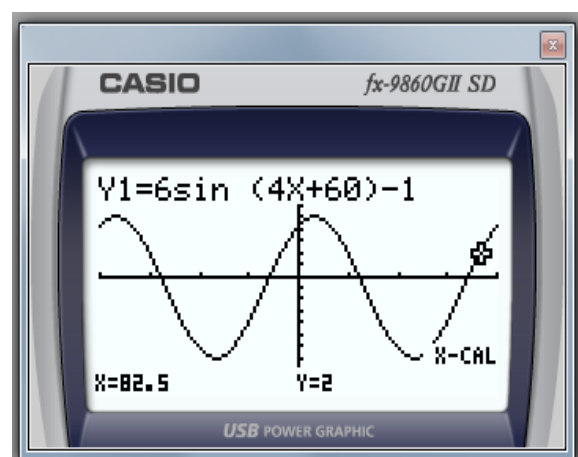 CASIO fx-9860GII SD
Y1=6sin (4X+60)-1
X-CAL
X=82.5 Y=2
USB POWER GRAPHIC